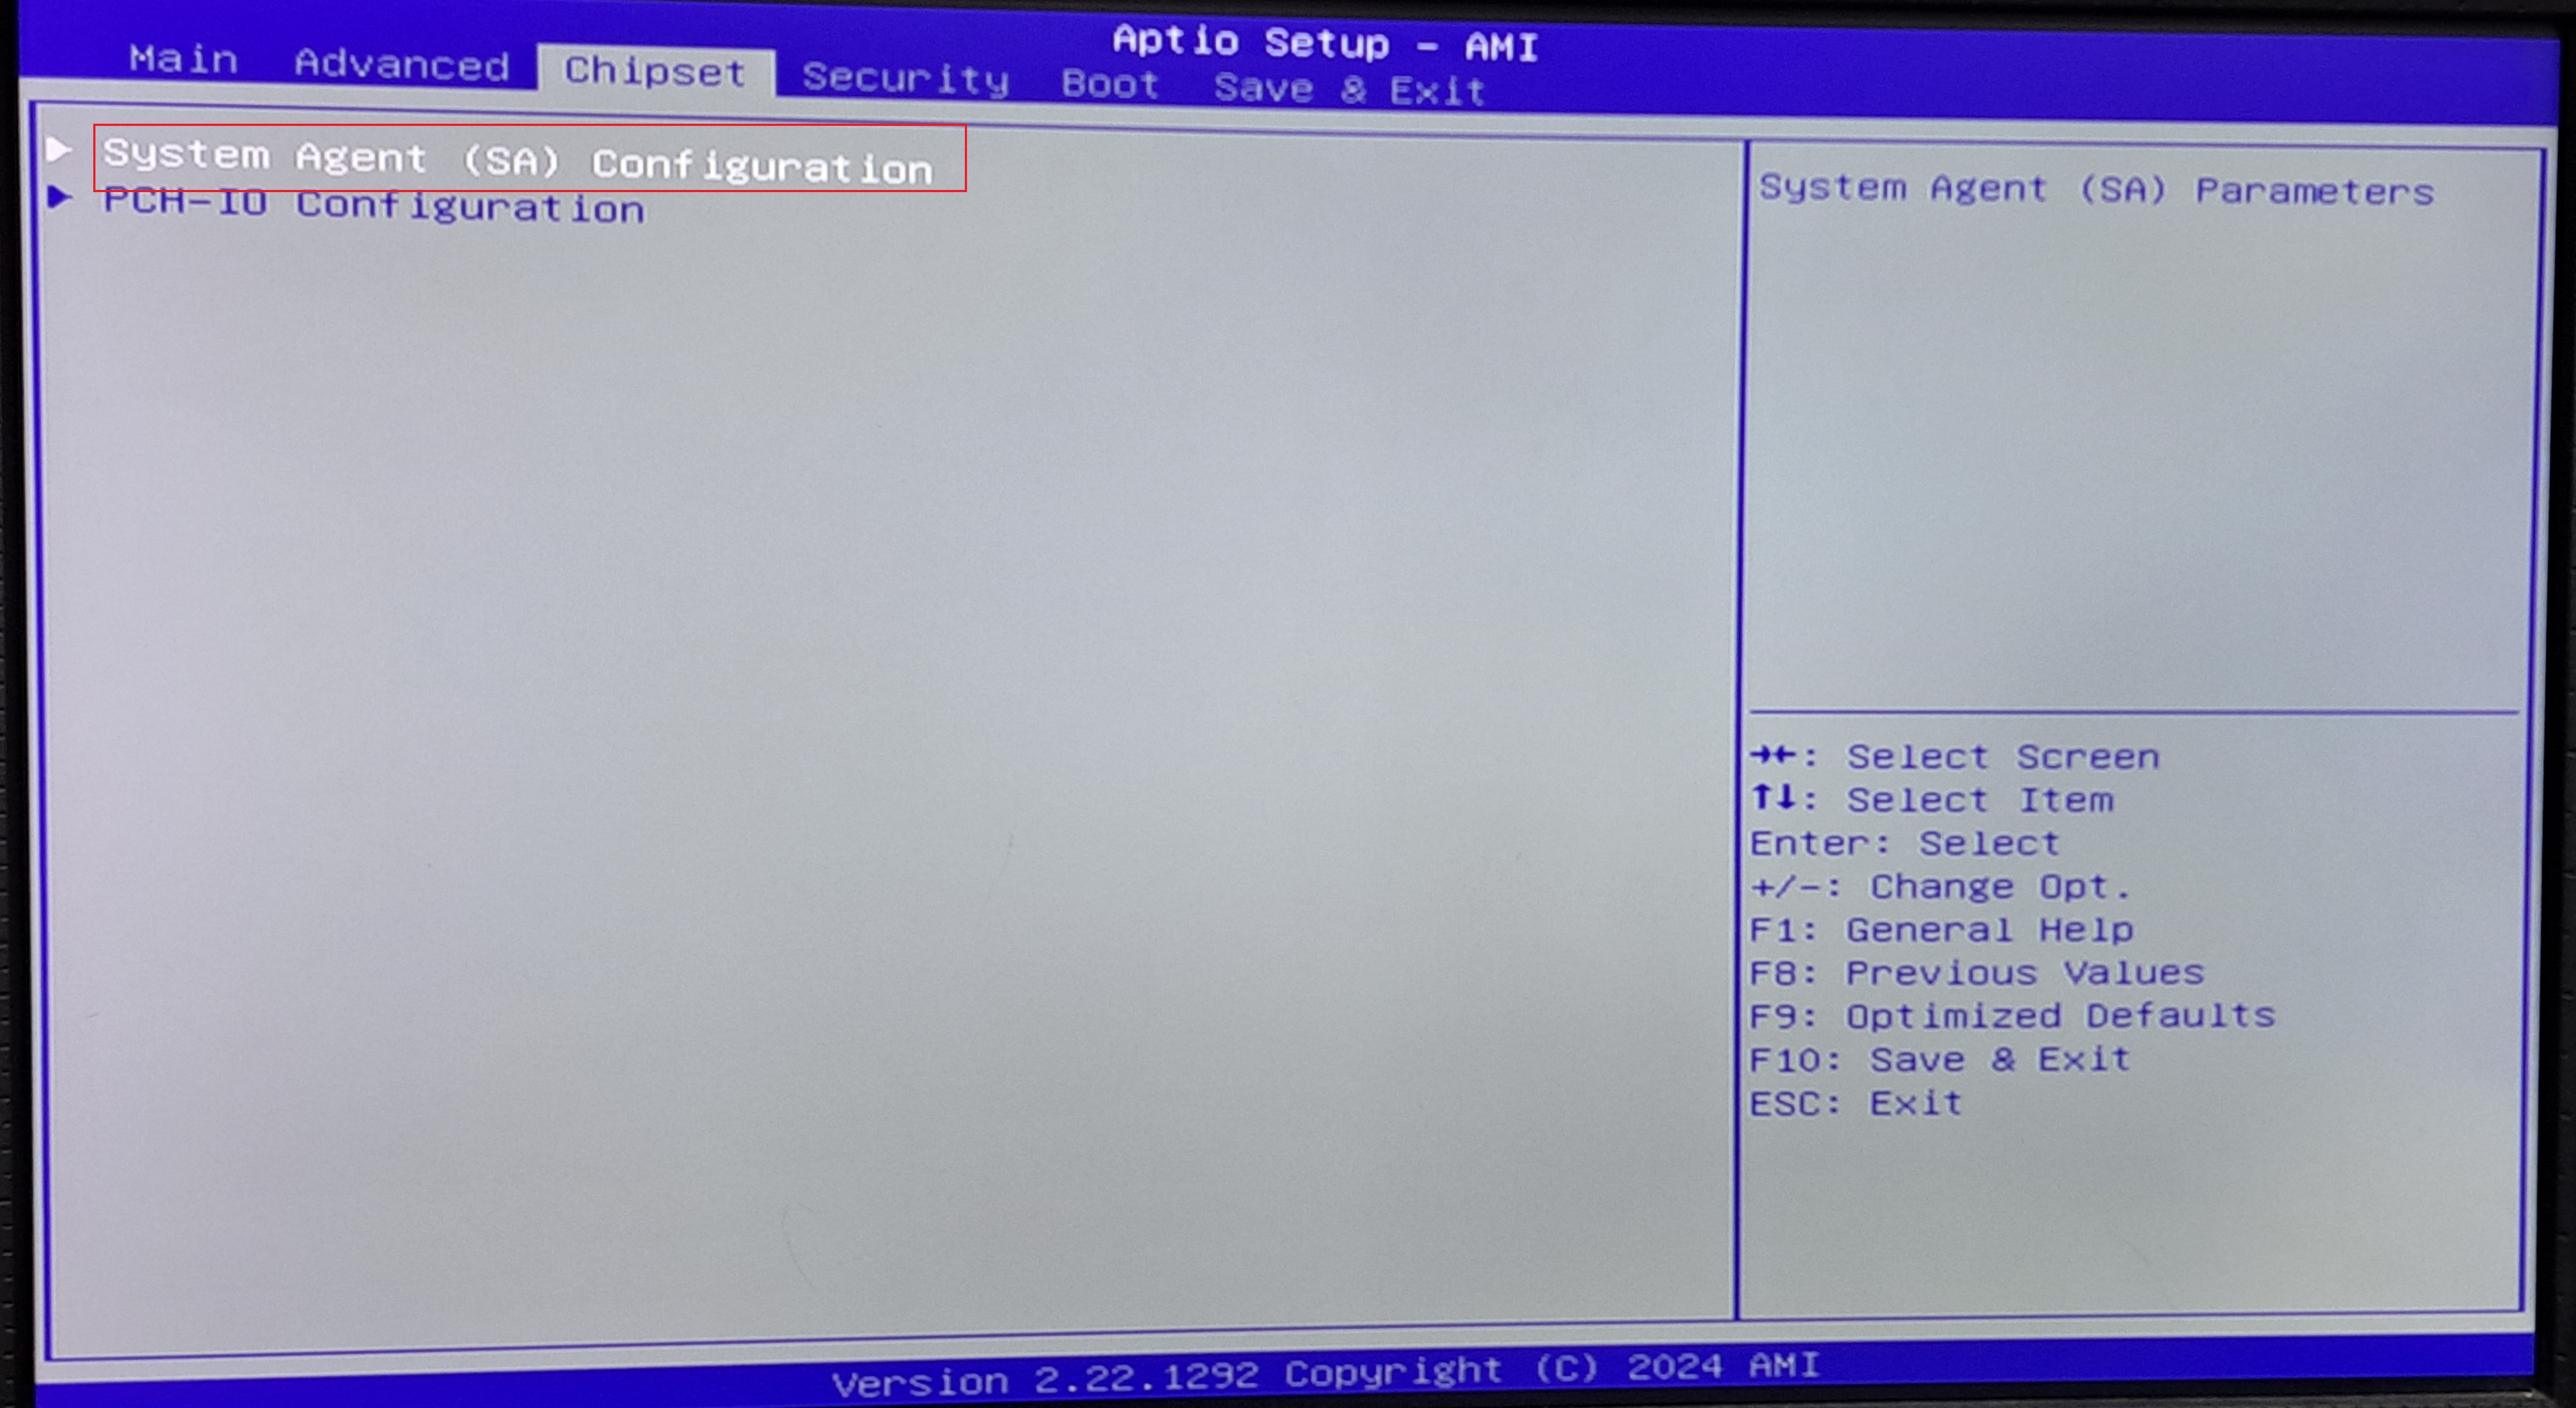 Aptio Setup - AMI
Main Advanced Chipset Security Boot Save & Exit
▶ System Agent (SA) Configuration
▶ PCH-IO Configuration
System Agent (SA) Parameters
→←: Select Screen
↑↓: Select Item
Enter: Select
+/-: Change Opt.
F1: General Help
F8: Previous Values
F9: Optimized Defaults
F10: Save & Exit
ESC: Exit
Version 2.22.1292 Copyright (C) 2024 AMI